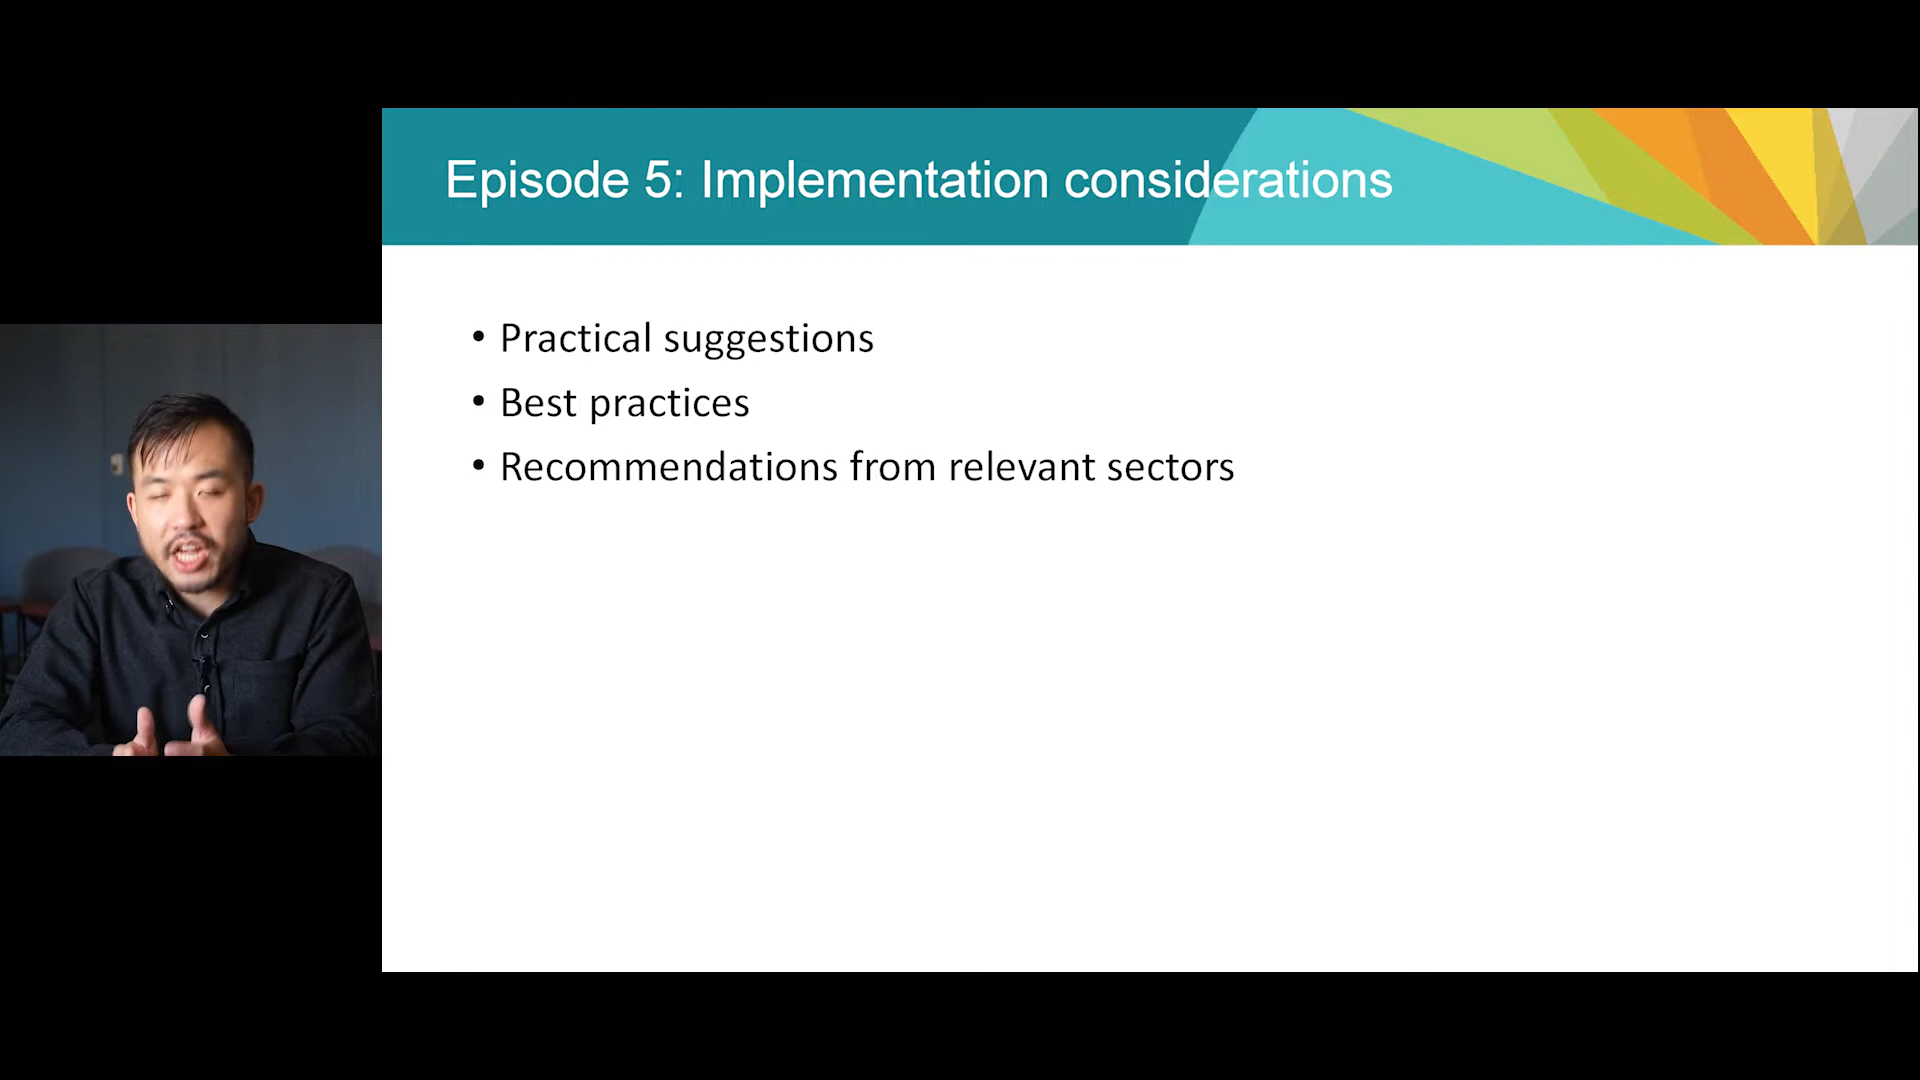 Episode 5: Implementation considerations
• Practical suggestions
• Best practices
• Recommendations from relevant sectors